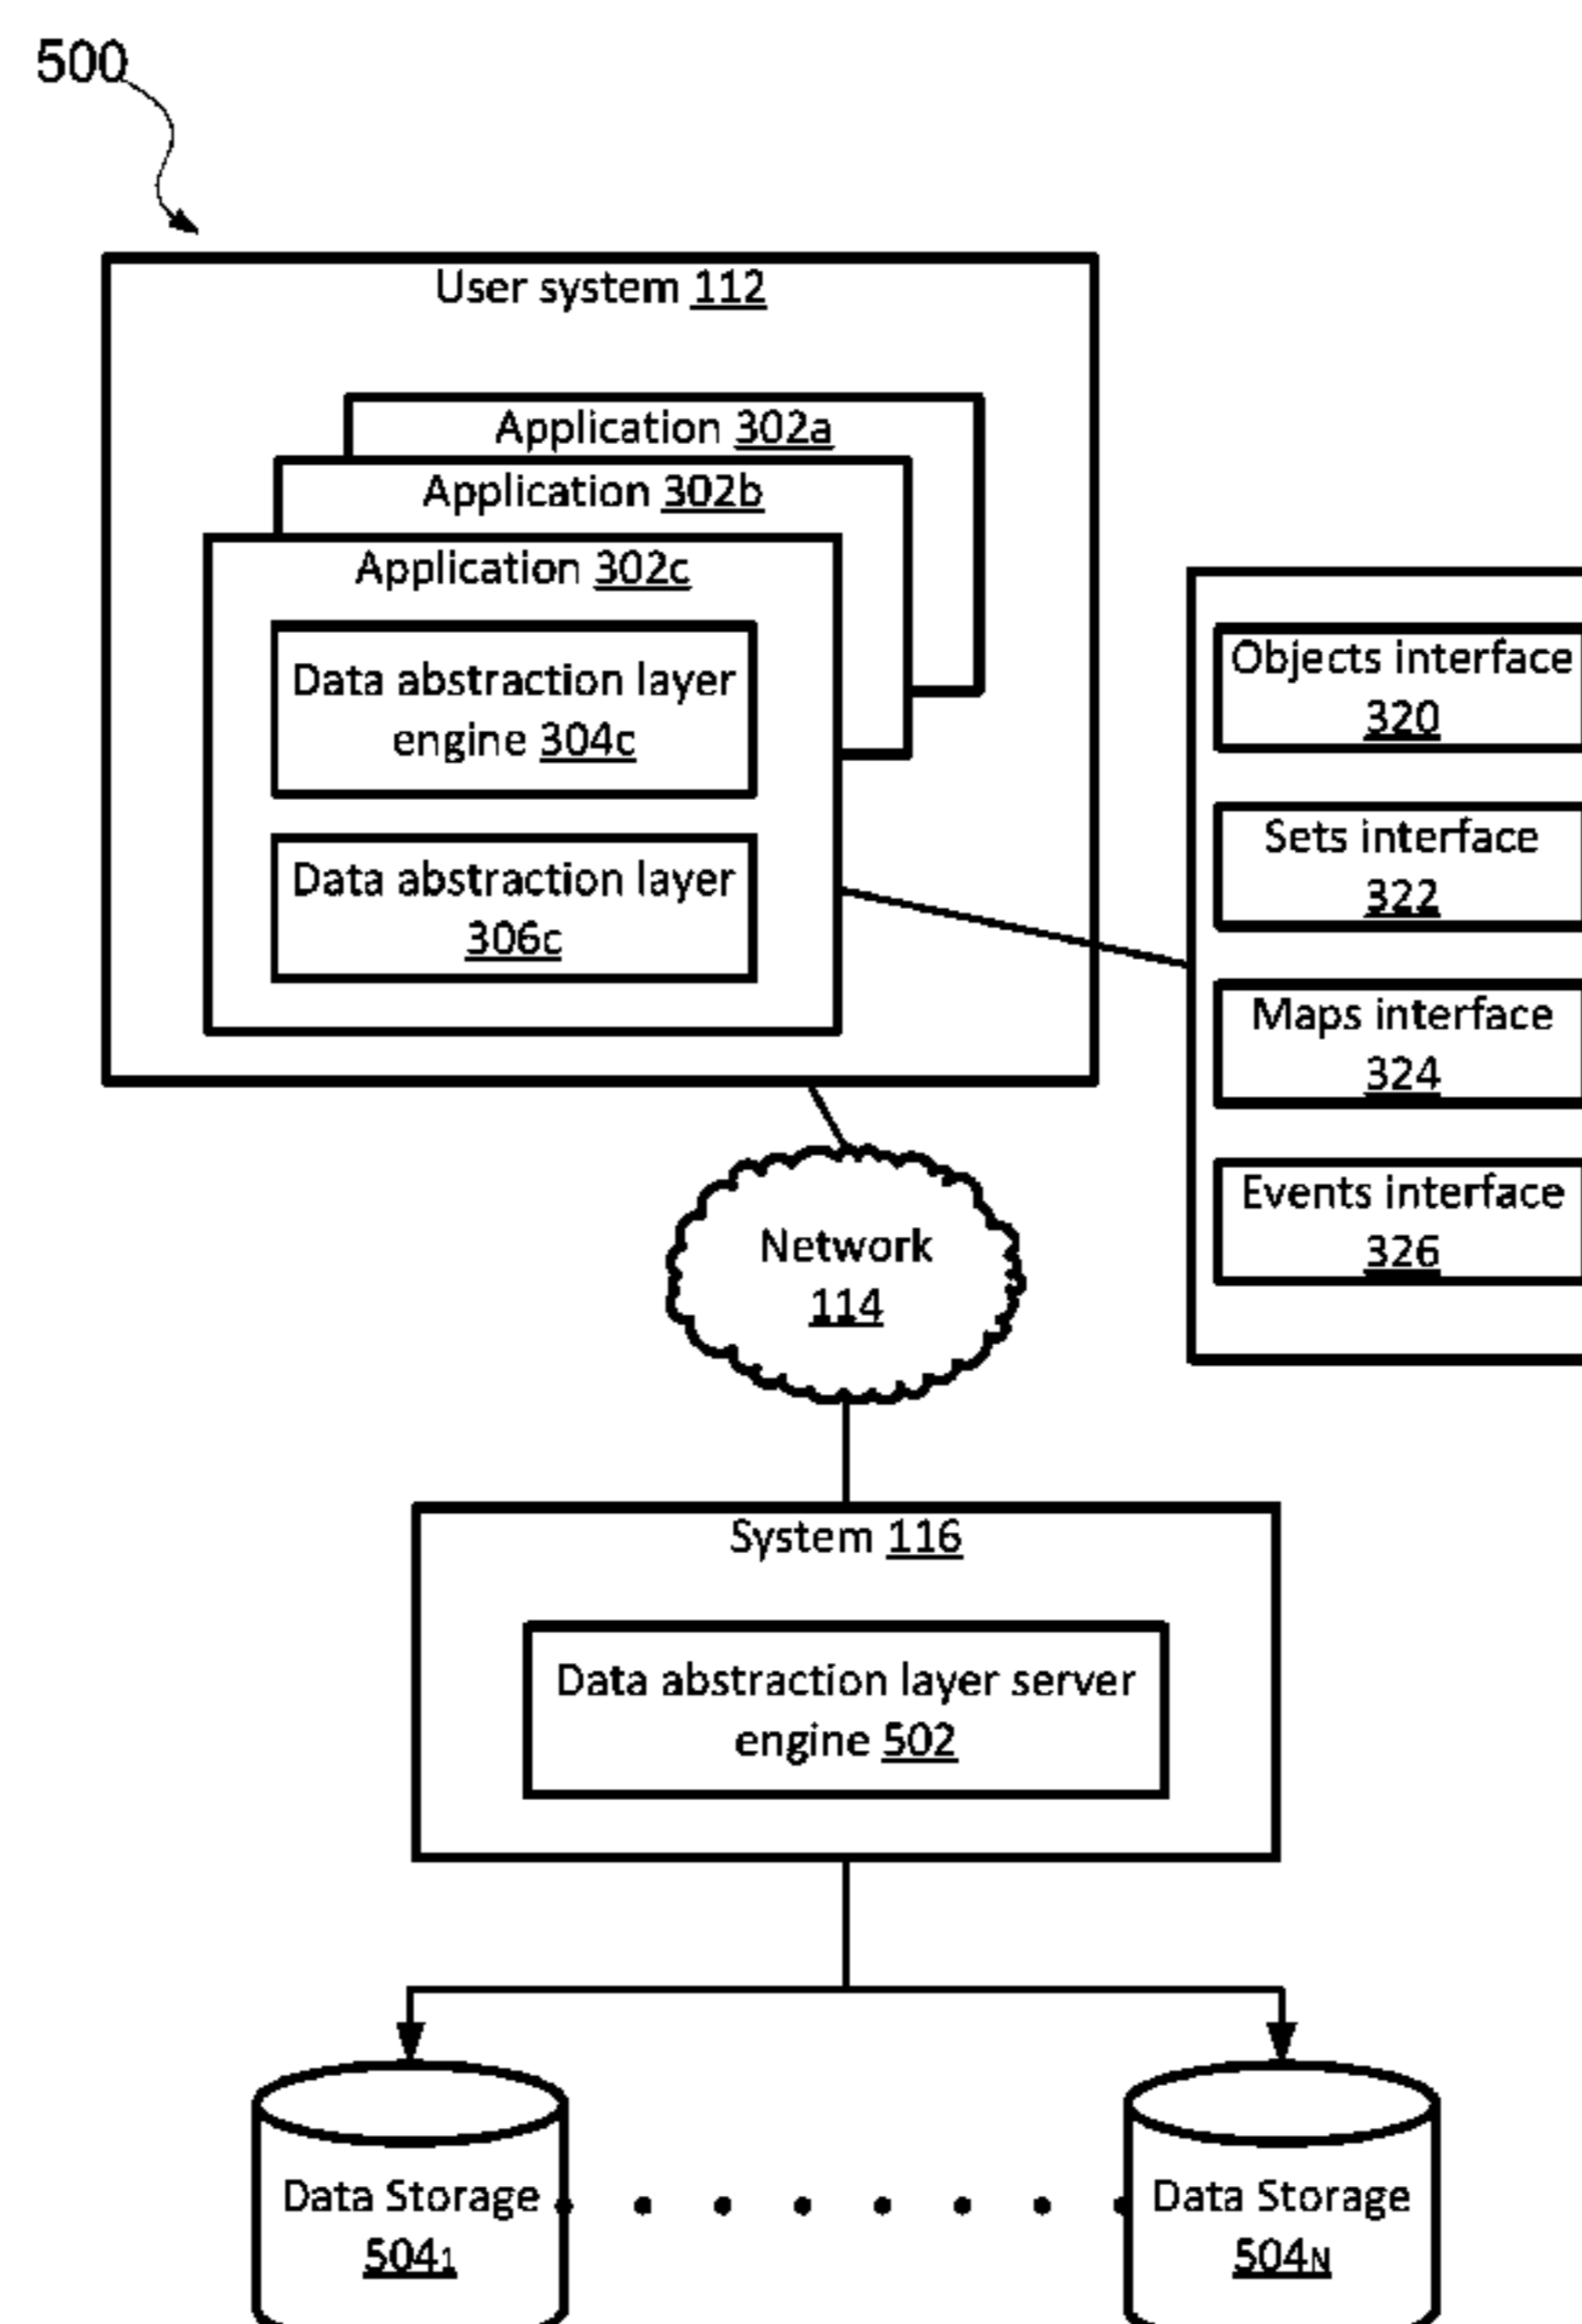 500
User system 112
Application 302a
Application 302b
Application 302c
Data abstraction layer
engine 304c
Data abstraction layer
306c
Objects interface
320
Sets interface
322
Maps interface
324
Events interface
326
Network
114
System 116
Data abstraction layer server
engine 502
Data Storage
504₁
Data Storage
504N